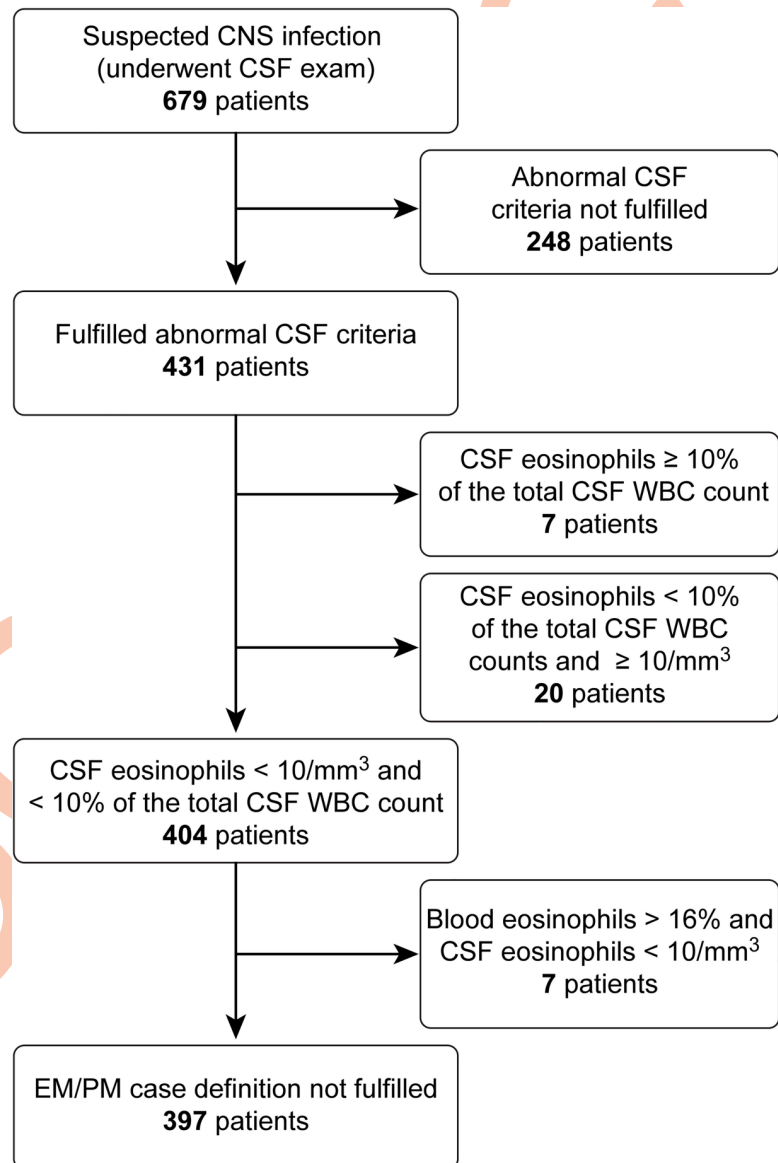 Suspected CNS infection
(underwent CSF exam)
679 patients
Abnormal CSF
criteria not fulfilled
248 patients
Fulfilled abnormal CSF criteria
431 patients
CSF eosinophils ≥ 10%
of the total CSF WBC count
7 patients
CSF eosinophils < 10%
of the total CSF WBC
counts and ≥ 10/mm³
20 patients
CSF eosinophils < 10/mm³ and
< 10% of the total CSF WBC count
404 patients
Blood eosinophils > 16% and
CSF eosinophils < 10/mm³
7 patients
EM/PM case definition not fulfilled
397 patients